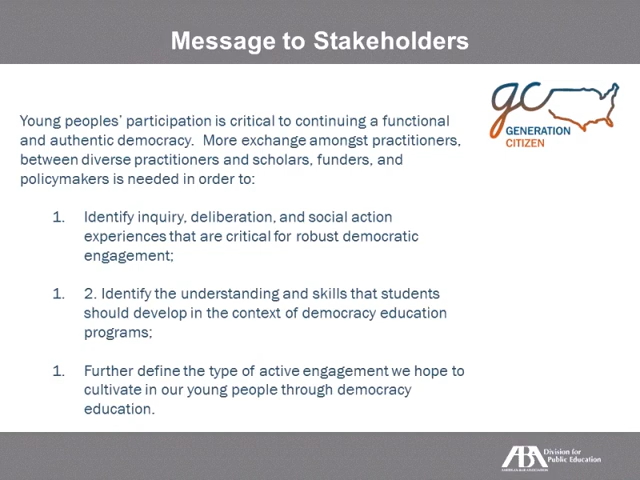 Message to Stakeholders
gc
GENERATION
CITIZEN
Young peoples’ participation is critical to continuing a functional
and authentic democracy.  More exchange amongst practitioners,
between diverse practitioners and scholars, funders, and
policymakers is needed in order to:
1. Identify inquiry, deliberation, and social action
experiences that are critical for robust democratic
engagement;
1. 2. Identify the understanding and skills that students
should develop in the context of democracy education
programs;
1. Further define the type of active engagement we hope to
cultivate in our young people through democracy
education.
ABA
AMERICAN BAR ASSOCIATION
Division for
Public Education